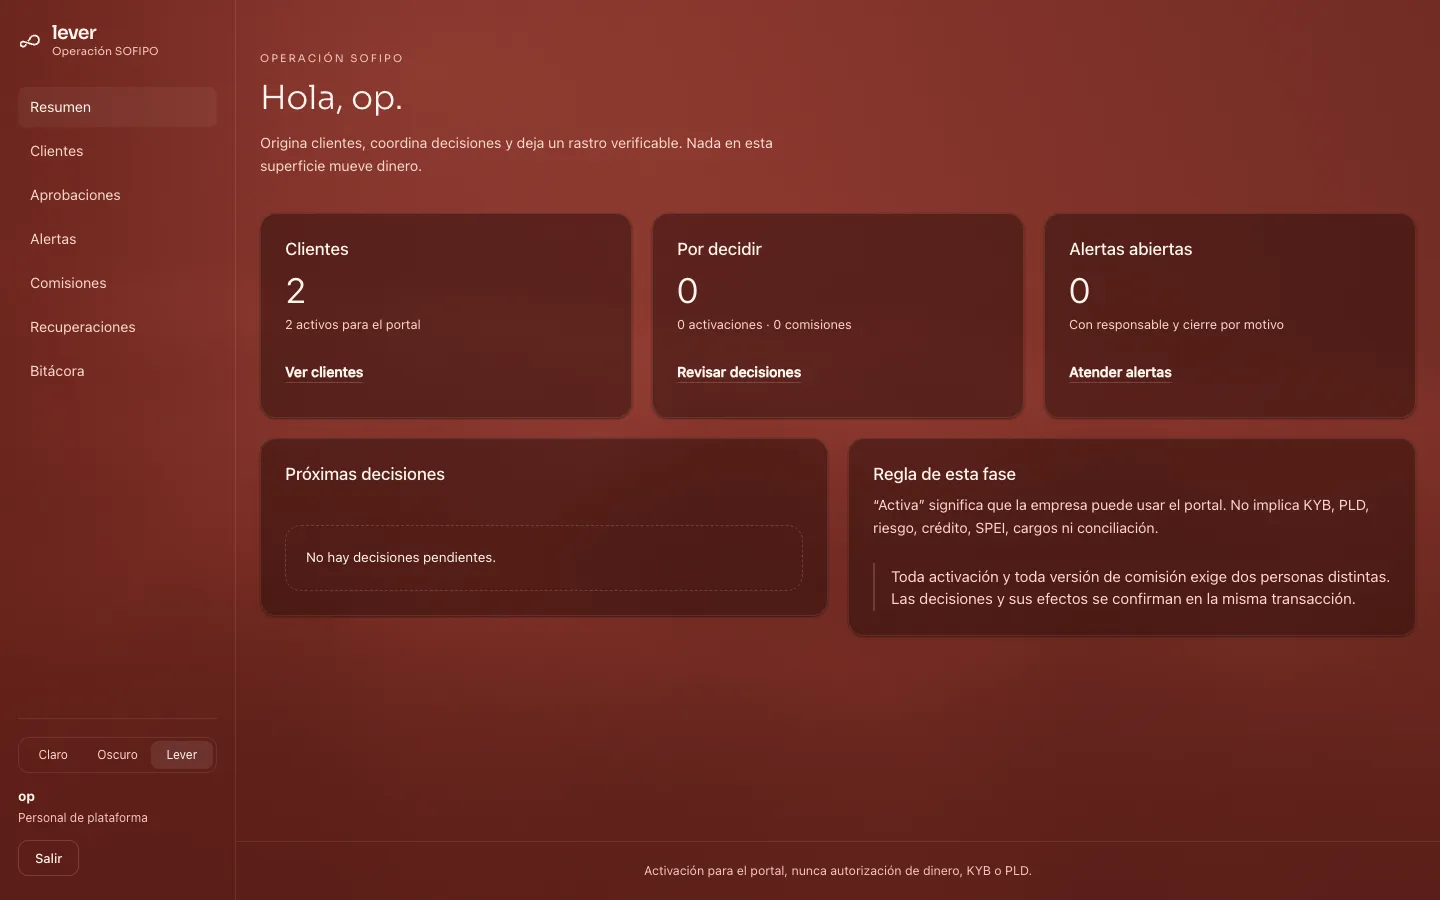 lever
Operación SOFIPO
Resumen
Clientes
Aprobaciones
Alertas
Comisiones
Recuperaciones
Bitácora
Claro Oscuro Lever
op
Personal de plataforma
Salir
OPERACIÓN SOFIPO
Hola, op.
Origina clientes, coordina decisiones y deja un rastro verificable. Nada en esta
superficie mueve dinero.
Clientes
2
2 activos para el portal
Ver clientes
Por decidir
0
0 activaciones · 0 comisiones
Revisar decisiones
Alertas abiertas
0
Con responsable y cierre por motivo
Atender alertas
Próximas decisiones
No hay decisiones pendientes.
Regla de esta fase
“Activa” significa que la empresa puede usar el portal. No implica KYB, PLD,
riesgo, crédito, SPEI, cargos ni conciliación.
Toda activación y toda versión de comisión exige dos personas distintas.
Las decisiones y sus efectos se confirman en la misma transacción.
Activación para el portal, nunca autorización de dinero, KYB o PLD.